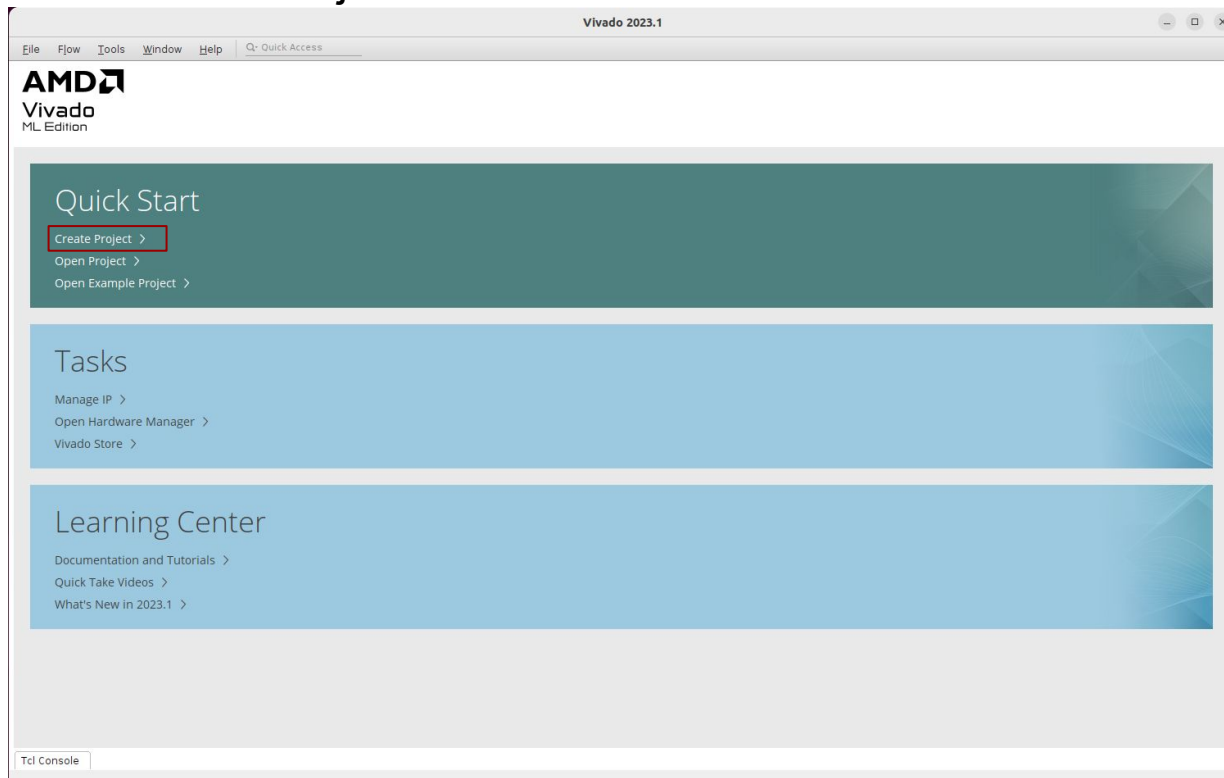 Vivado 2023.1
File Flow Tools Window Help Quick Access
AMD
Vivado
ML Edition
Quick Start
Create Project >
Open Project >
Open Example Project >
Tasks
Manage IP >
Open Hardware Manager >
Vivado Store >
Learning Center
Documentation and Tutorials >
Quick Take Videos >
What's New in 2023.1 >
Tcl Console